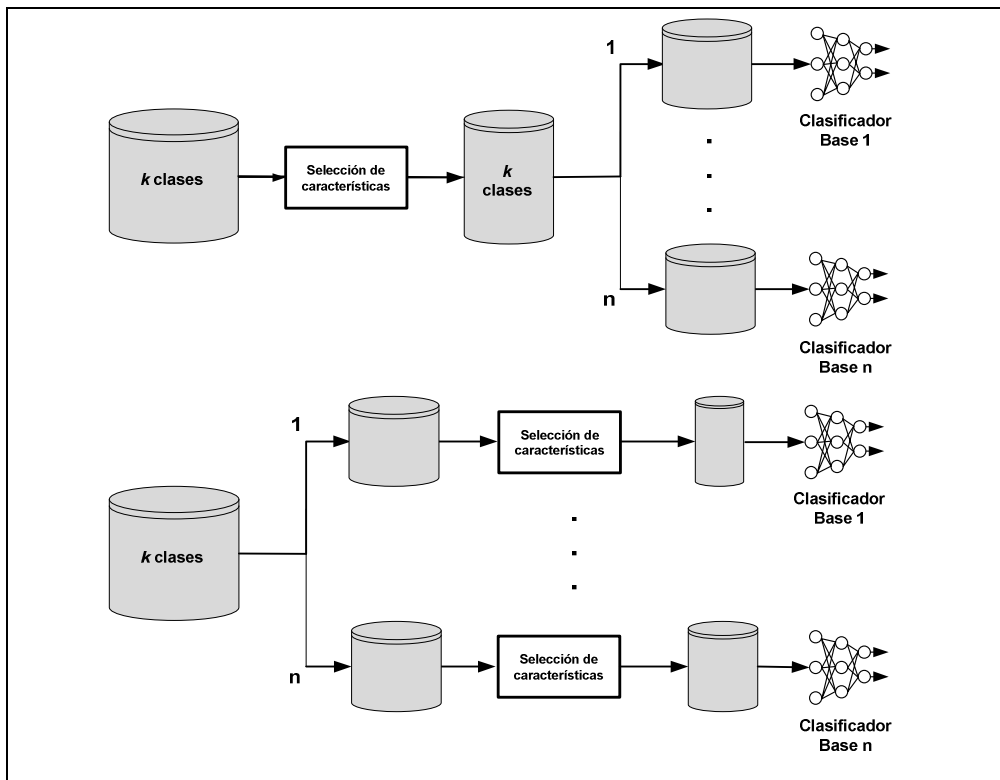 1
Clasificador
Base 1
k clases
Selección de
características
k
clases
n
Clasificador
Base n
1
Selección de
características
Clasificador
Base 1
k clases
n
Selección de
características
Clasificador
Base n